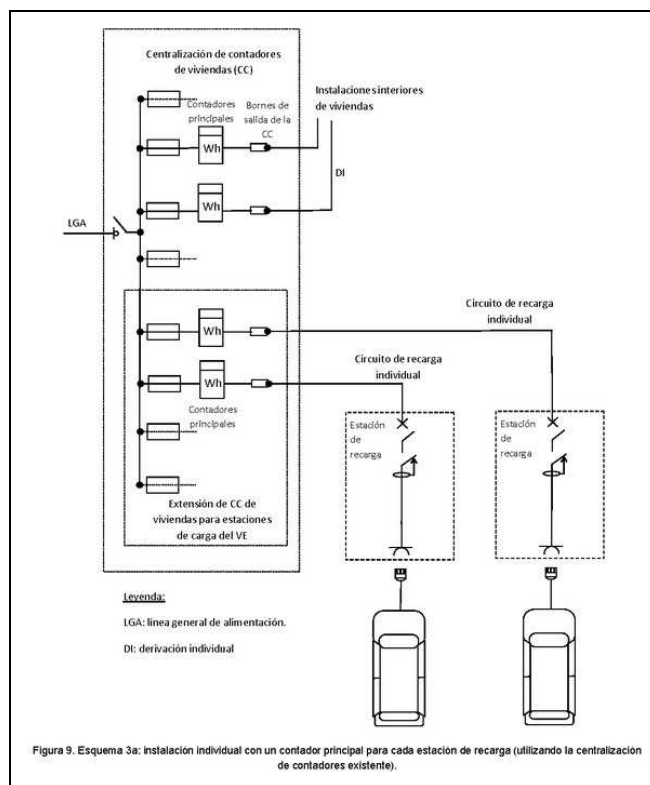 Centralización de contadores
de viviendas (CC)
Contadores
principales
Bornes de
salida de la
CC
Instalaciones interiores
de viviendas
Wh
DI
Wh
LGA
Circuito de recarga
individual
Wh
Circuito de recarga
individual
Wh
Contadores
principales
Estación
de
recarga
Estación
de
recarga
Extensión de CC de
viviendas para estaciones
de carga del VE
Leyenda:
LGA: línea general de alimentación.
DI: derivación individual
Figura 9. Esquema 3a: instalación individual con un contador principal para cada estación de recarga (utilizando la centralización
de contadores existente).